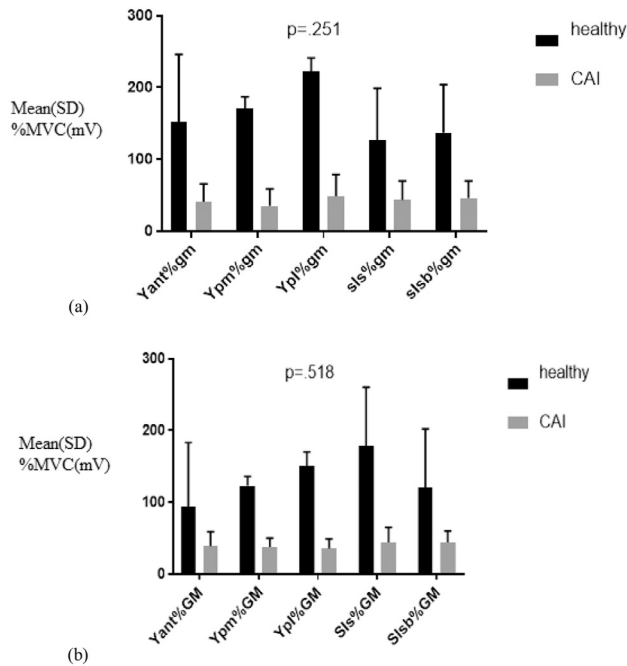 300
p=.251
healthy
CAI
200
Mean(SD)
%MVC(mV)
100
0
Yant%gm
Ypm%gm
Ypl%gm
sls%gm
slsb%gm
(a)
300
p=.518
healthy
CAI
200
Mean(SD)
%MVC(mV)
100
0
Yant%GM
Ypm%GM
Ypl%GM
Sls%GM
Slsb%GM
(b)